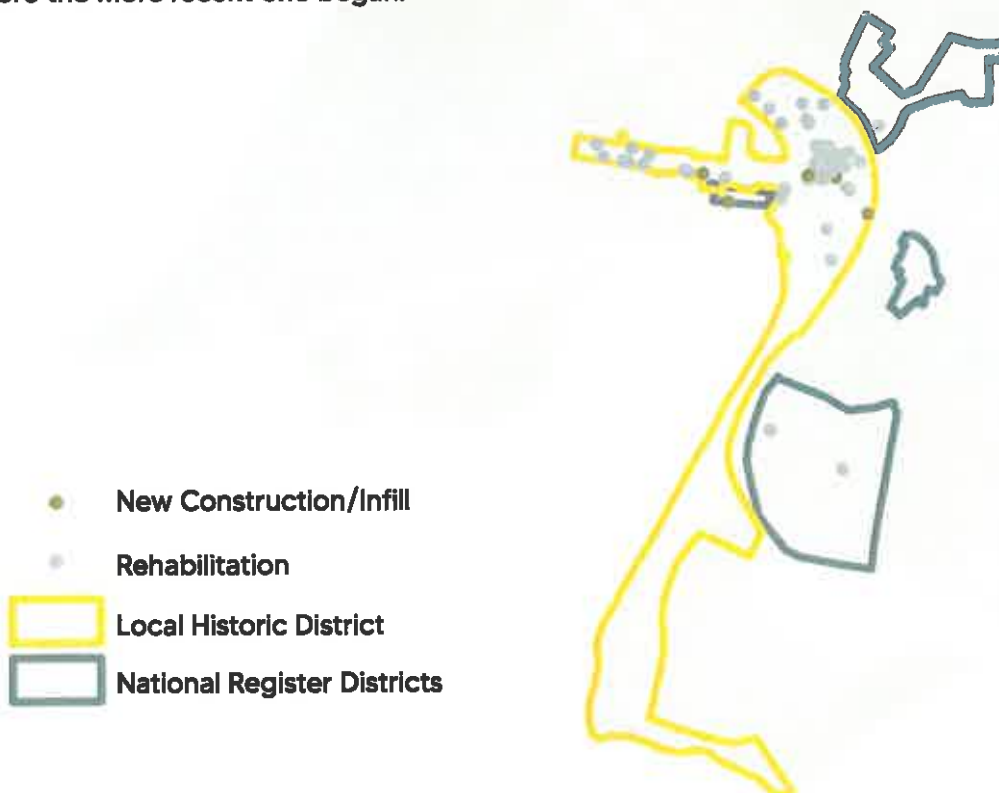 New Construction/Infill
Rehabilitation
Local Historic District
National Register Districts